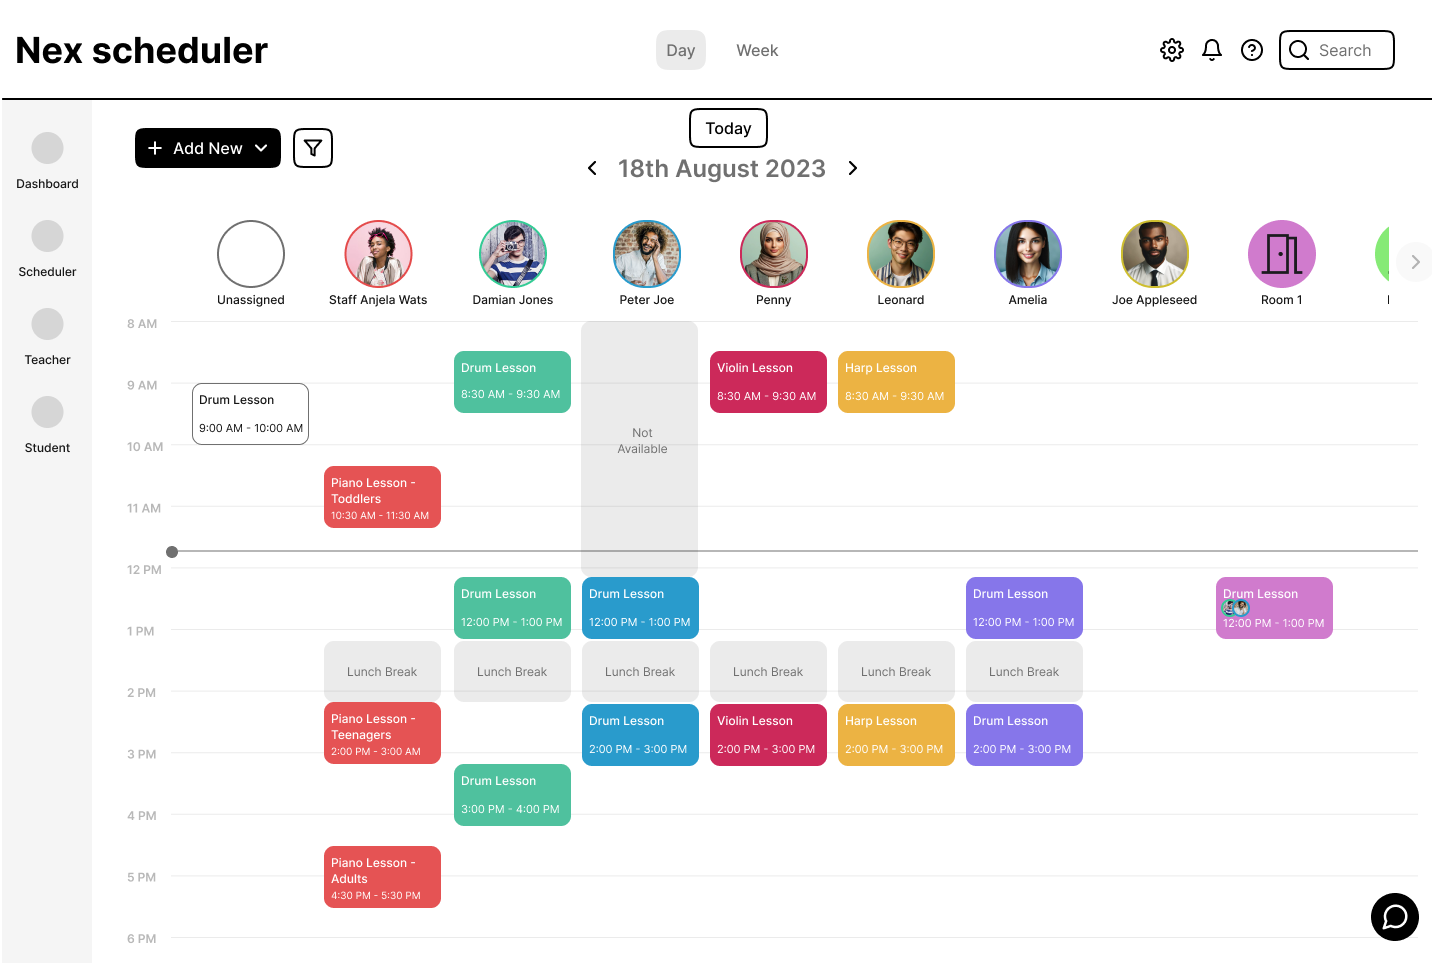 Nex scheduler
Day
Week
Search
Today
Add New
18th August 2023
Dashboard
Scheduler
Teacher
Student
Unassigned
Staff Anjela Wats
Damian Jones
Peter Joe
Penny
Leonard
Amelia
Joe Appleseed
Room 1
8 AM
Drum Lesson
8:30 AM - 9:30 AM
Violin Lesson
8:30 AM - 9:30 AM
Harp Lesson
8:30 AM - 9:30 AM
9 AM
Drum Lesson
9:00 AM - 10:00 AM
Not
Available
10 AM
Piano Lesson -
Toddlers
10:30 AM - 11:30 AM
11 AM
12 PM
Drum Lesson
12:00 PM - 1:00 PM
Drum Lesson
12:00 PM - 1:00 PM
Drum Lesson
12:00 PM - 1:00 PM
Drum Lesson
12:00 PM - 1:00 PM
1 PM
Lunch Break
Lunch Break
Lunch Break
Lunch Break
Lunch Break
Lunch Break
2 PM
Piano Lesson -
Teenagers
2:00 PM - 3:00 AM
Drum Lesson
2:00 PM - 3:00 PM
Violin Lesson
2:00 PM - 3:00 PM
Harp Lesson
2:00 PM - 3:00 PM
Drum Lesson
2:00 PM - 3:00 PM
3 PM
Drum Lesson
3:00 PM - 4:00 PM
4 PM
Piano Lesson -
Adults
4:30 PM - 5:30 PM
5 PM
6 PM